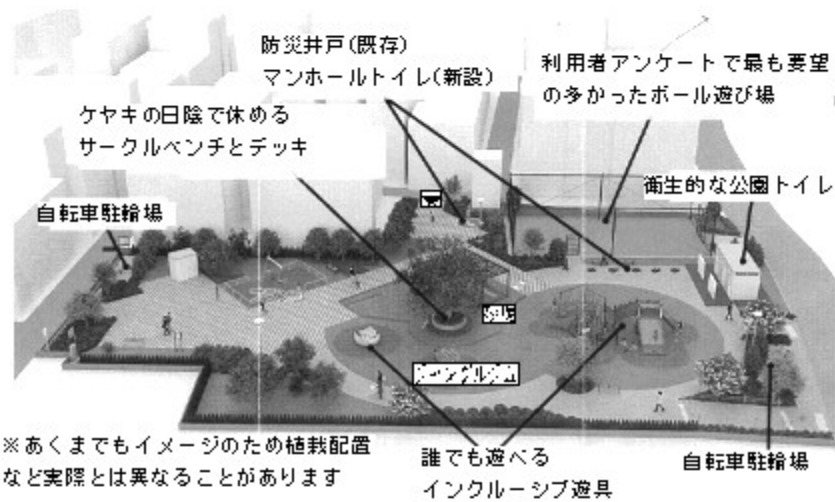 防災井戸(既存)
マンホールトイレ(新設)
利用者アンケートで最も要望
の多かったボール遊び場
ケヤキの日陰で休める
サークルベンチとデッキ
衛生的な公園トイレ
自転車駐輪場
※あくまでもイメージのため植栽配置
など実際とは異なることがあります
誰でも遊べる
インクルーシブ遊具
自転車駐輪場